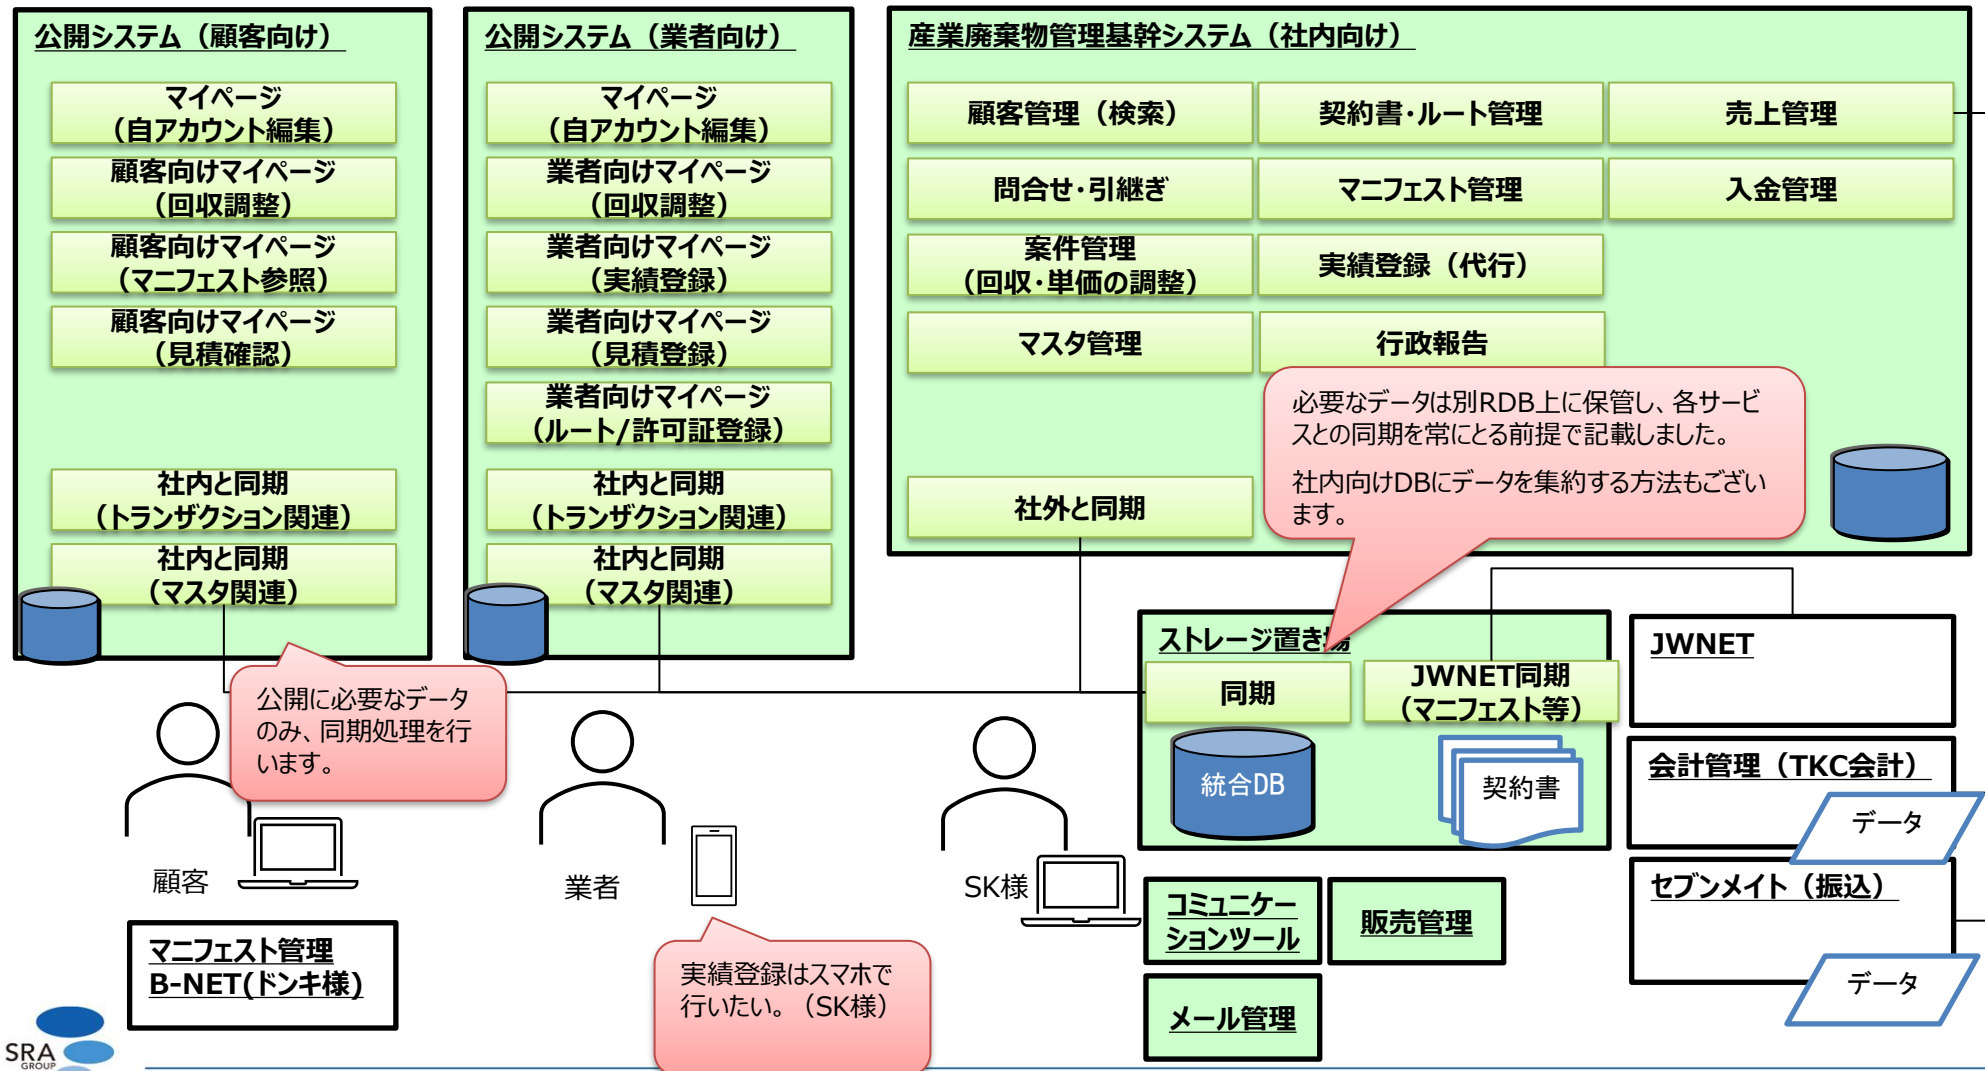 公開システム（顧客向け）
マイページ
（自アカウント編集）
顧客向けマイページ
（回収調整）
顧客向けマイページ
（マニフェスト参照）
顧客向けマイページ
（見積確認）
社内と同期
（トランザクション関連）
社内と同期
（マスタ関連）
公開システム（業者向け）
マイページ
（自アカウント編集）
業者向けマイページ
（回収調整）
業者向けマイページ
（実績登録）
業者向けマイページ
（見積登録）
業者向けマイページ
（ルート/許可証登録）
社内と同期
（トランザクション関連）
社内と同期
（マスタ関連）
産業廃棄物管理基幹システム（社内向け）
顧客管理（検索）
契約書・ルート管理
売上管理
問合せ・引継ぎ
マニフェスト管理
入金管理
案件管理
（回収・単価の調整）
実績登録（代行）
マスタ管理
行政報告
社外と同期
必要なデータは別RDB上に保管し、各サービ
スとの同期を常にとる前提で記載しました。
社内向けDBにデータを集約する方法もござい
ます。
ストレージ置き場
同期
JWNET同期
（マニフェスト等）
統合DB
契約書
JWNET
会計管理（TKC会計）
データ
セブンメイト（振込）
データ
公開に必要なデータ
のみ、同期処理を行
います。
顧客
業者
SK様
マニフェスト管理
B-NET(ドンキ様)
実績登録はスマホで
行いたい。（SK様）
コミュニケー
ションツール
販売管理
メール管理
SRA
GROUP